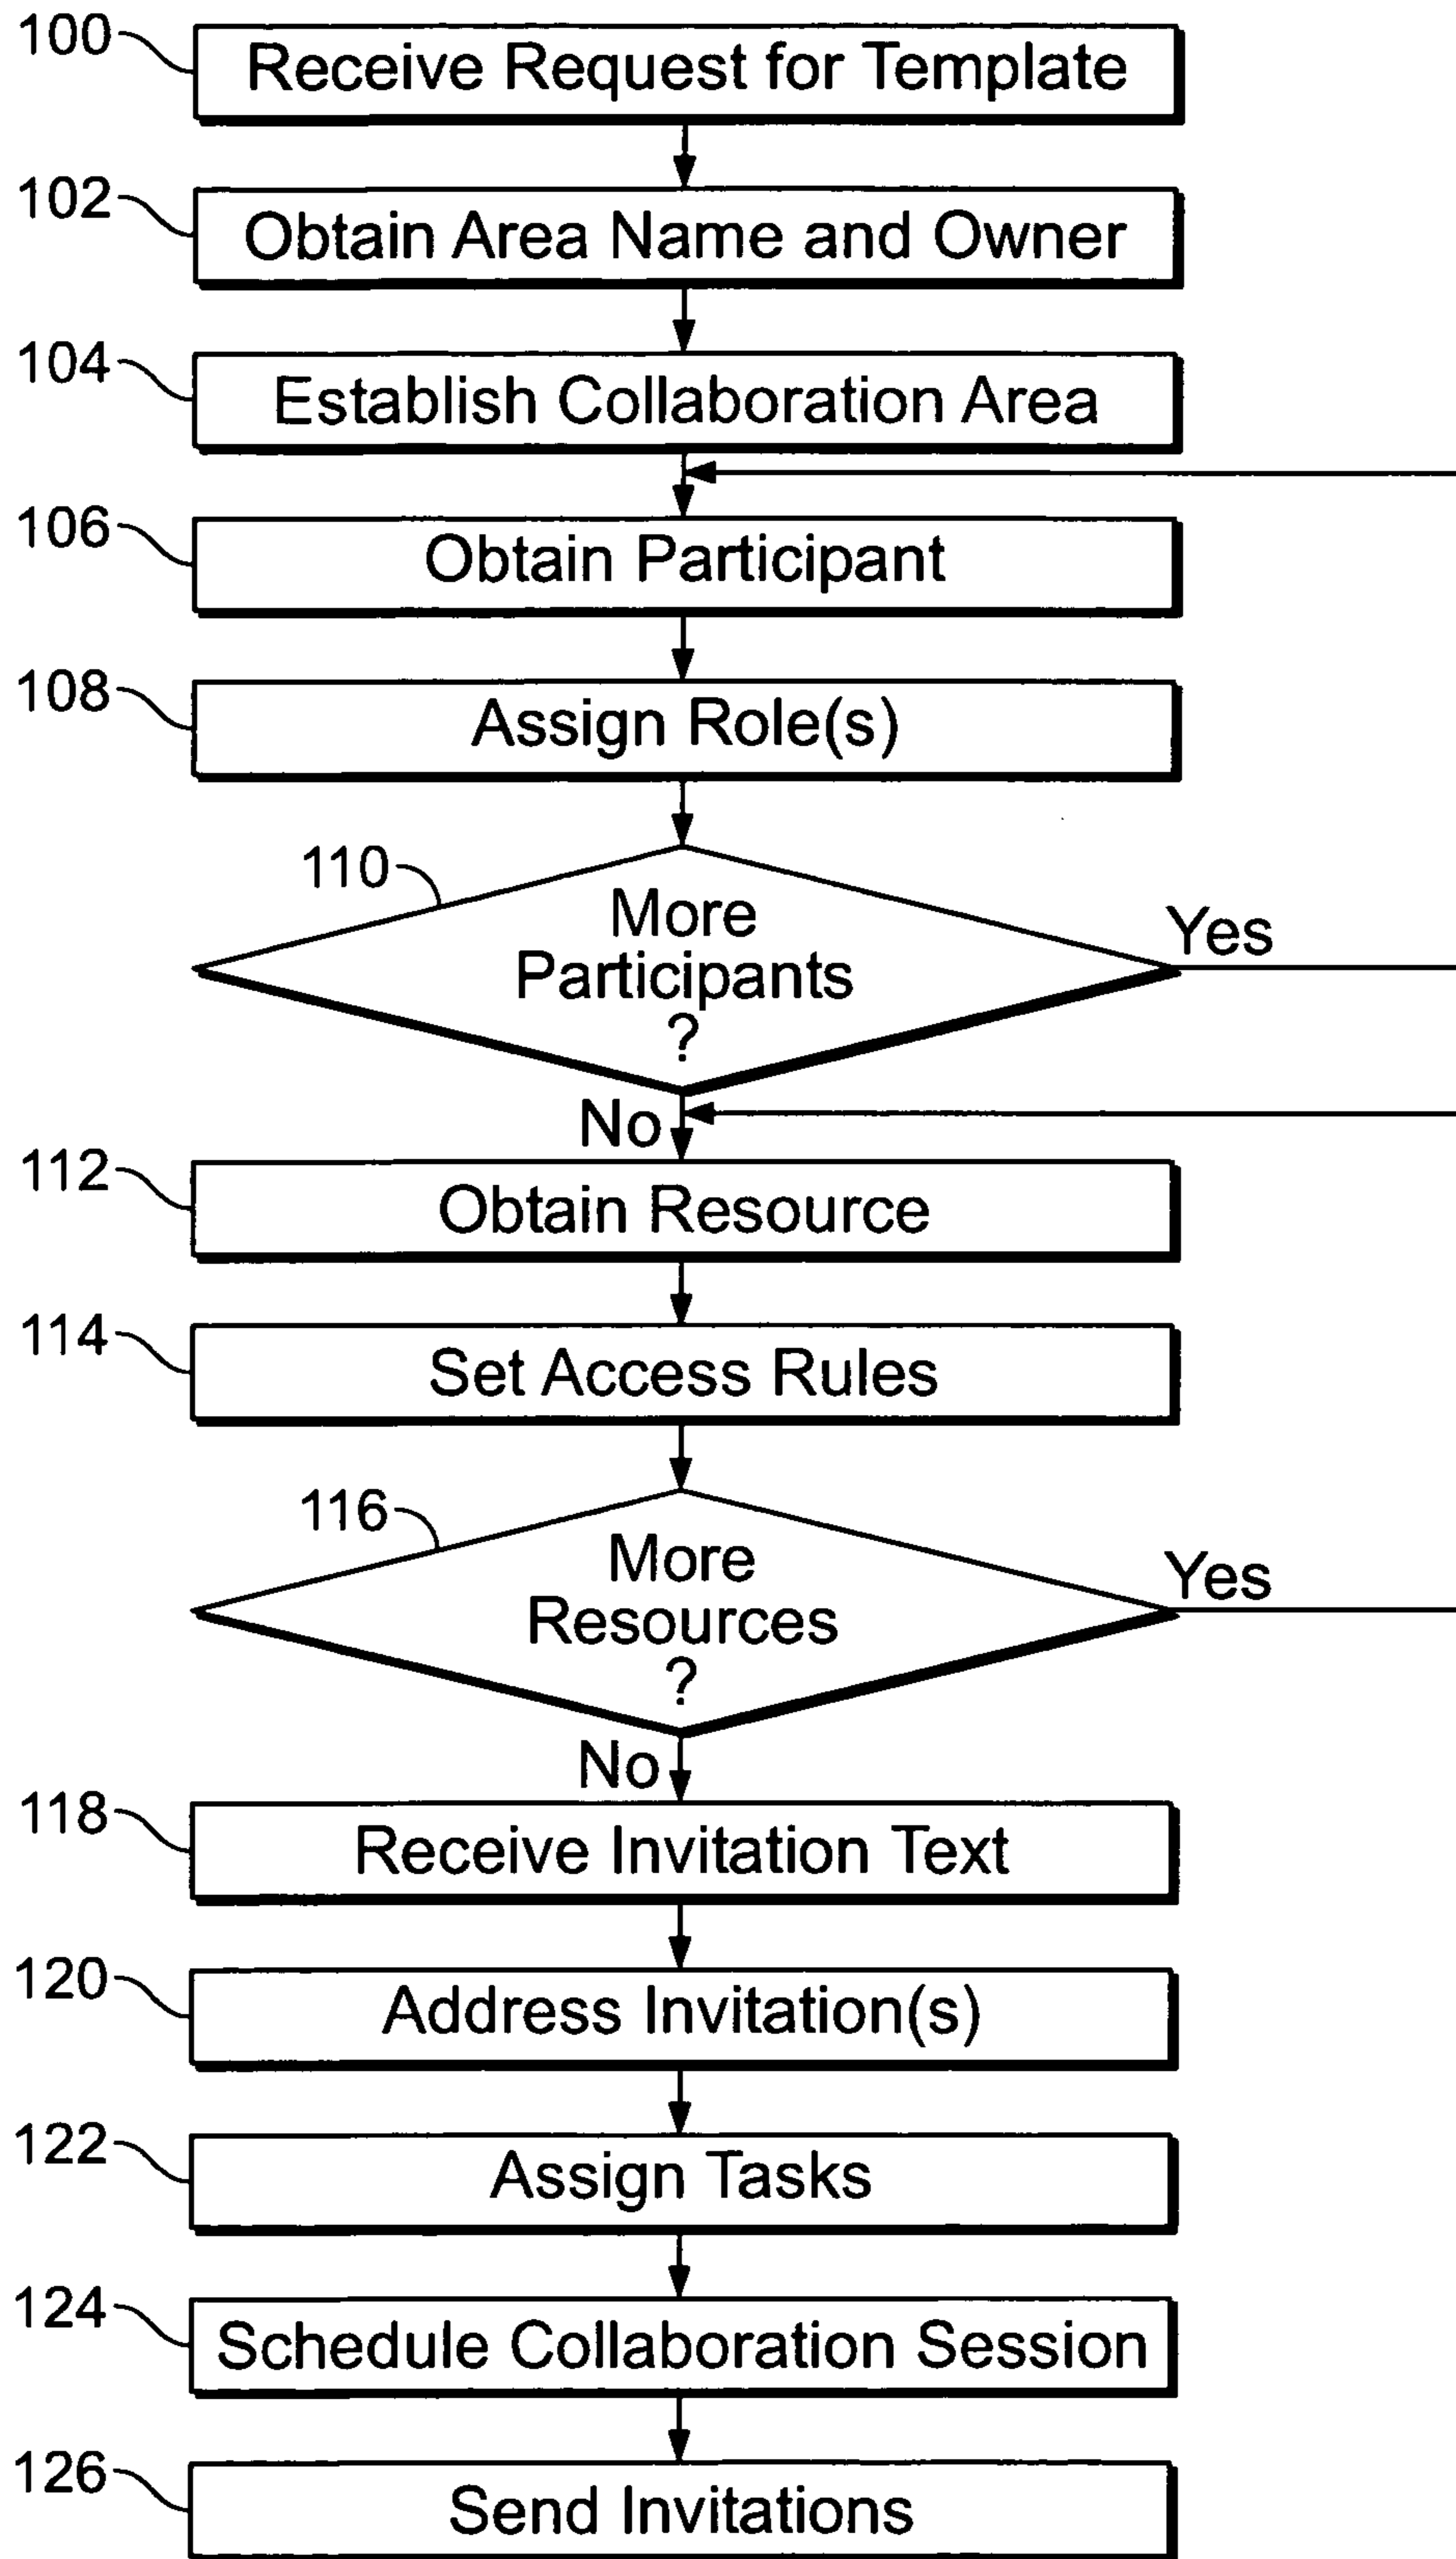 100
Receive Request for Template
102
Obtain Area Name and Owner
104
Establish Collaboration Area
106
Obtain Participant
108
Assign Role(s)
110
More
Participants
?
Yes
No
112
Obtain Resource
114
Set Access Rules
116
More
Resources
?
Yes
No
118
Receive Invitation Text
120
Address Invitation(s)
122
Assign Tasks
124
Schedule Collaboration Session
126
Send Invitations